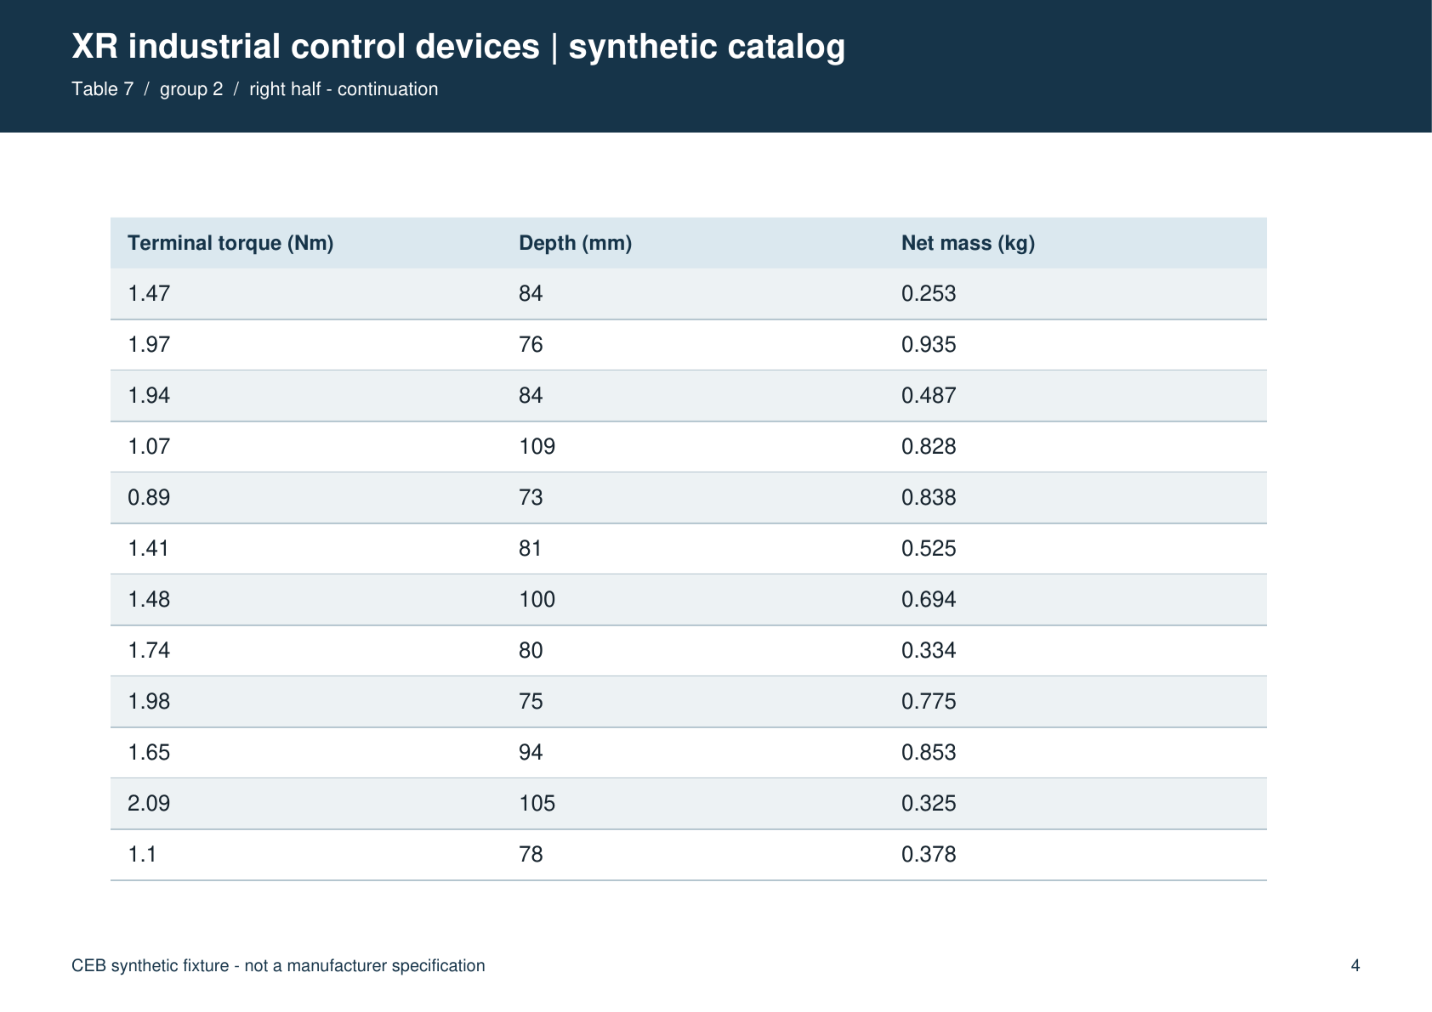 XR industrial control devices | synthetic catalog
Table 7 / group 2 / right half - continuation
Terminal torque (Nm) Depth (mm) Net mass (kg)
1.47 84 0.253
1.97 76 0.935
1.94 84 0.487
1.07 109 0.828
0.89 73 0.838
1.41 81 0.525
1.48 100 0.694
1.74 80 0.334
1.98 75 0.775
1.65 94 0.853
2.09 105 0.325
1.1 78 0.378
CEB synthetic fixture - not a manufacturer specification 4